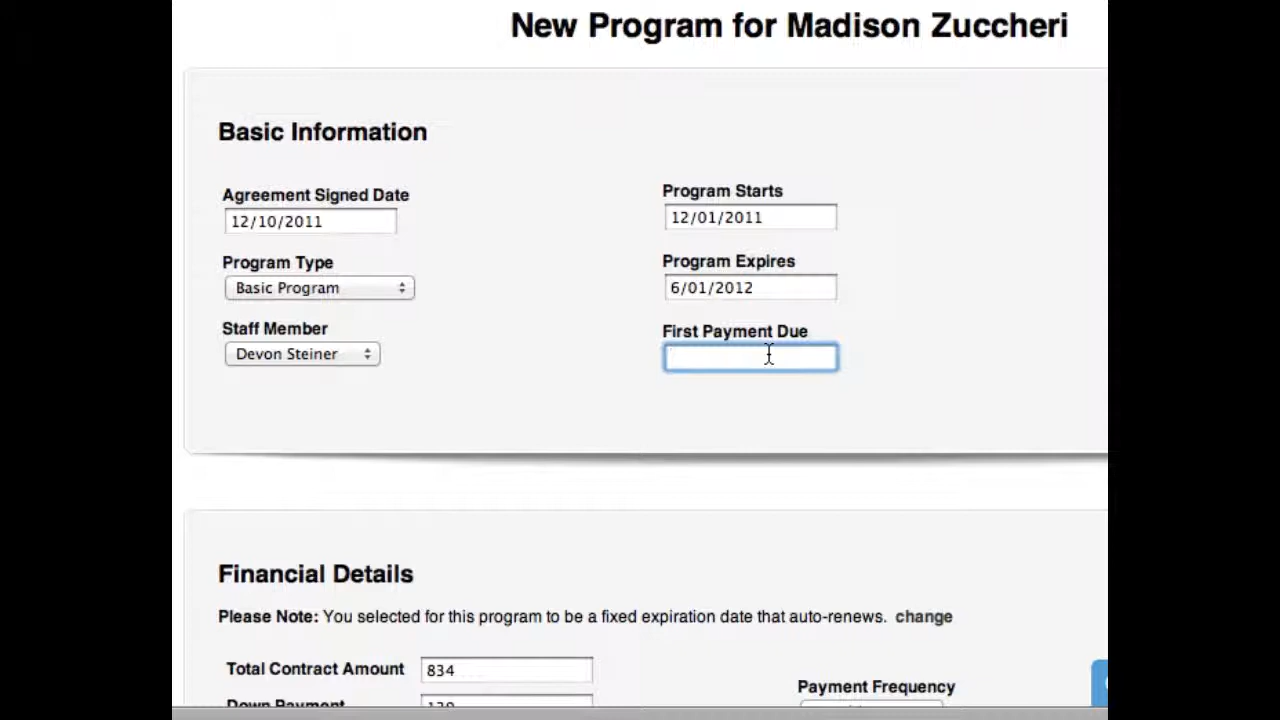 New Program for Madison Zuccheri
Basic Information
Agreement Signed Date
12/10/2011
Program Type
Basic Program
Staff Member
Devon Steiner
Program Starts
12/01/2011
Program Expires
6/01/2012
First Payment Due
Financial Details
Please Note: You selected for this program to be a fixed expiration date that auto-renews. change
Total Contract Amount 834
Down Payment
Payment Frequency